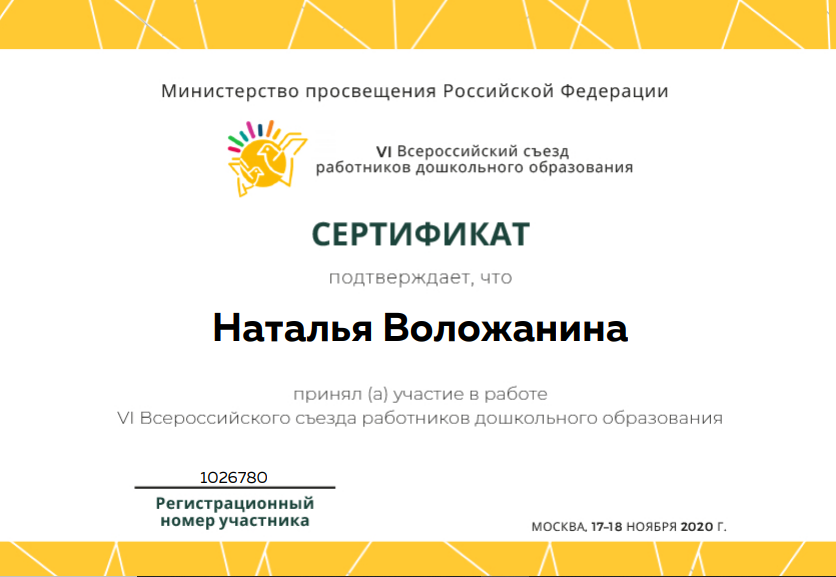 Министерство просвещения Российской Федерации
VI Всероссийский съезд
работников дошкольного образования
СЕРТИФИКАТ
подтверждает, что
Наталья Воложанина
принял (а) участие в работе
VI Всероссийского съезда работников дошкольного образования
1026780
Регистрационный
номер участника
МОСКВА, 17–18 НОЯБРЯ 2020 Г.